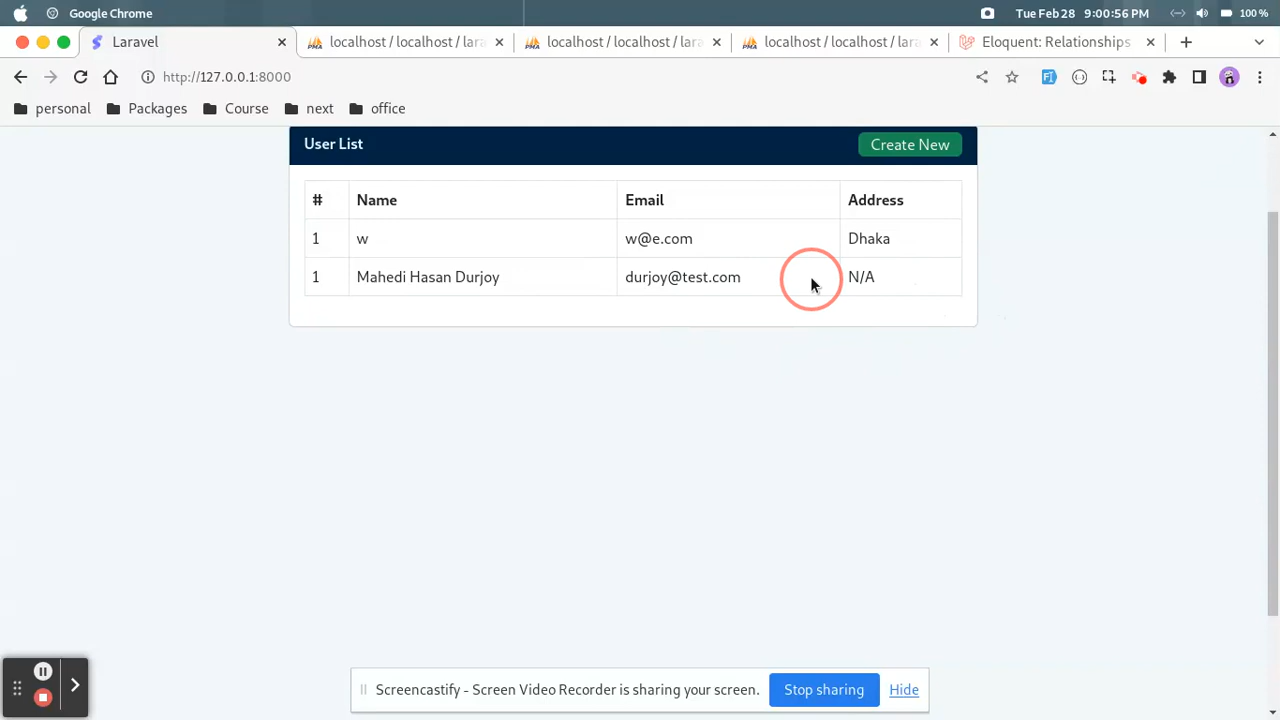 Google Chrome Tue Feb 28 9:00:56 PM 100 %
Laravel localhost / localhost / lara localhost / localhost / lara localhost / localhost / lara Eloquent: Relationships
http://127.0.0.1:8000
personal Packages Course next office
User List Create New
# Name Email Address
1 w w@e.com Dhaka
1 Mahedi Hasan Durjoy durjoy@test.com N/A
Screencastify - Screen Video Recorder is sharing your screen. Stop sharing Hide